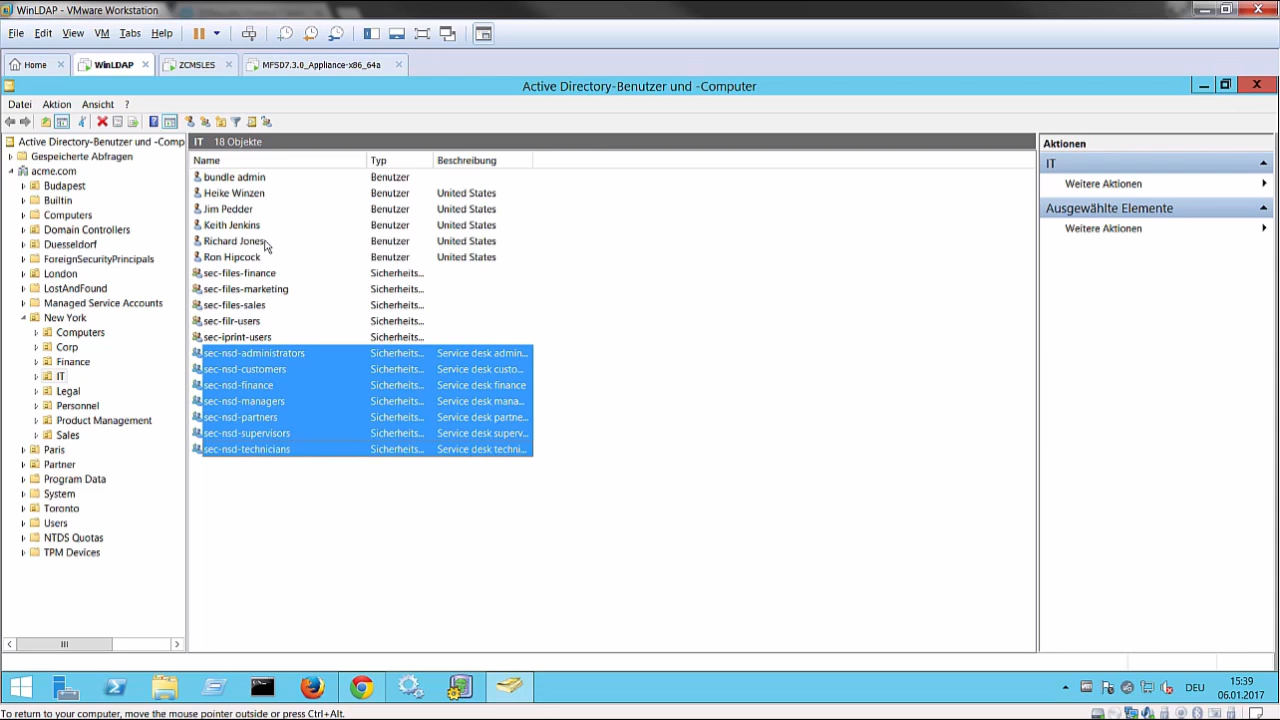 WinLDAP - VMware Workstation
File Edit View VM Tabs Help
Home WinLDAP ZCMSLES MFSD7.3.0_Appliance-x86_64a
Active Directory-Benutzer und -Computer
Datei Aktion Ansicht ?
Active Directory-Benutzer und -Comp
Gespeicherte Abfragen
acme.com
Budapest
Builtin
Computers
Domain Controllers
Duesseldorf
ForeignSecurityPrincipals
London
LostAndFound
Managed Service Accounts
New York
Computers
Corp
Finance
IT
Legal
Personnel
Product Management
Sales
Paris
Partner
Program Data
System
Toronto
Users
NTDS Quotas
TPM Devices
IT 18 Objekte
Name Typ Beschreibung
bundle admin Benutzer
Heike Winzen Benutzer United States
Jim Pedder Benutzer United States
Keith Jenkins Benutzer United States
Richard Jones Benutzer United States
Ron Hipcock Benutzer United States
sec-files-finance Sicherheits...
sec-files-marketing Sicherheits...
sec-files-sales Sicherheits...
sec-filr-users Sicherheits...
sec-iprint-users Sicherheits...
sec-nsd-administrators Sicherheits... Service desk admin...
sec-nsd-customers Sicherheits... Service desk custo...
sec-nsd-finance Sicherheits... Service desk finance
sec-nsd-managers Sicherheits... Service desk mana...
sec-nsd-partners Sicherheits... Service desk partne...
sec-nsd-supervisors Sicherheits... Service desk superv...
sec-nsd-technicians Sicherheits... Service desk techni...
Aktionen
IT
Weitere Aktionen
Ausgewählte Elemente
Weitere Aktionen
DEU
15:39
06.01.2017
To return to your computer, move the mouse pointer outside or press Ctrl+Alt.